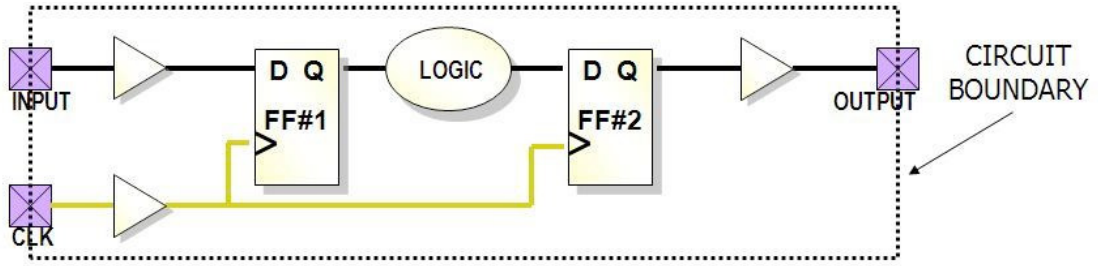 INPUT
D Q
FF#1
LOGIC
D Q
FF#2
OUTPUT
CIRCUIT
BOUNDARY
CLK